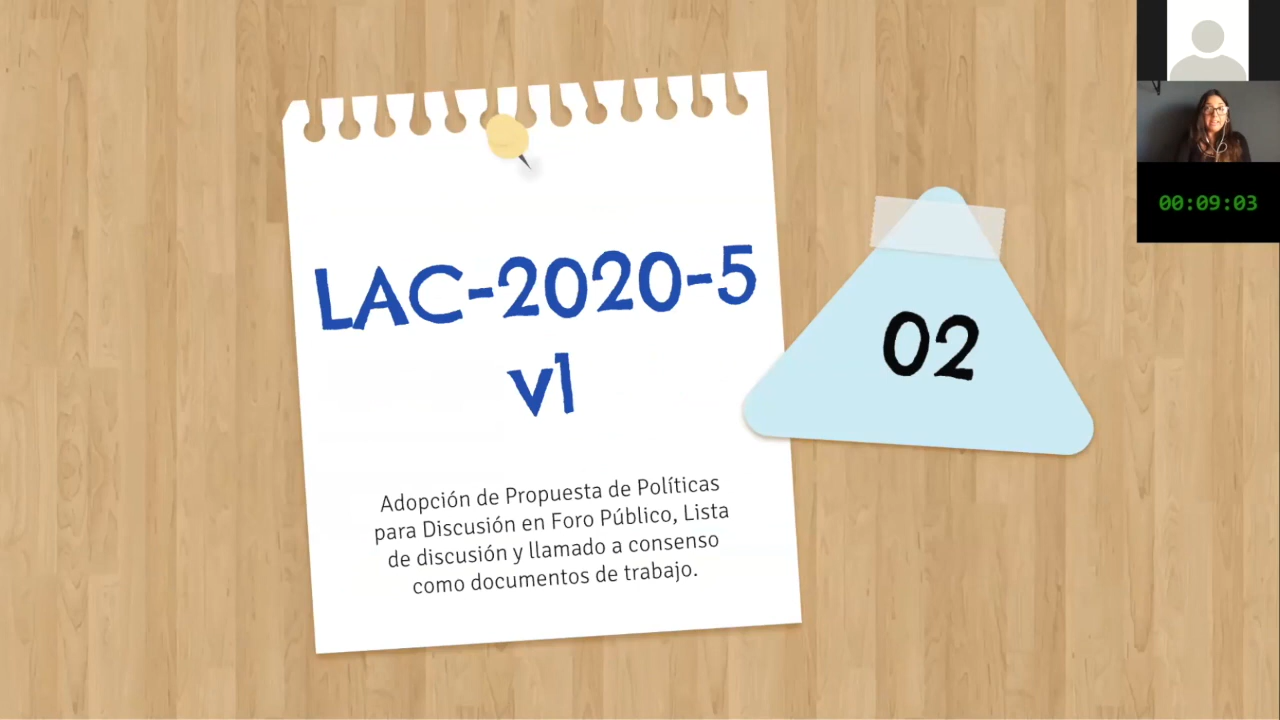 LAC-2020-5
v1
Adopción de Propuesta de Políticas
para Discusión en Foro Público, Lista
de discusión y llamado a consenso
como documentos de trabajo.
02
00:09:03